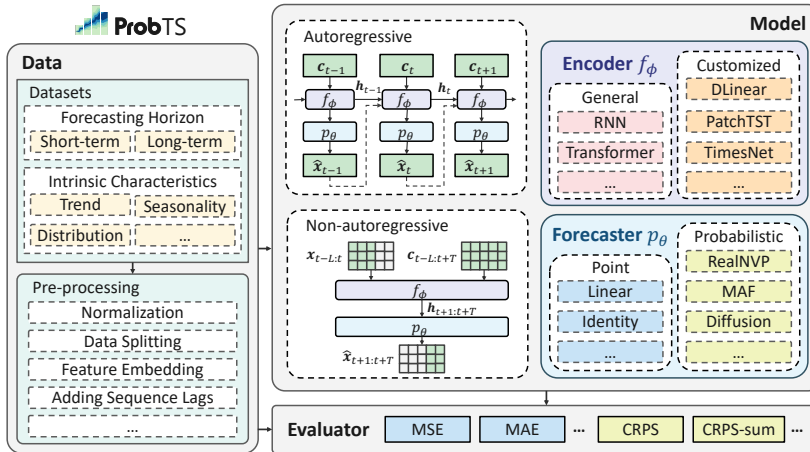 ProbTS
Data
Datasets
Forecasting Horizon
Short-term Long-term
Intrinsic Characteristics
Trend Seasonality
Distribution ...
Pre-processing
Normalization
Data Splitting
Feature Embedding
Adding Sequence Lags
...
Model
Autoregressive
c_{t−1} c_t c_{t+1}
h_{t−1} h_t
f_ϕ f_ϕ f_ϕ
p_θ p_θ p_θ
x̂_{t−1} x̂_t x̂_{t+1}
Non-autoregressive
x_{t−L:t} c_{t−L:t+T}
f_ϕ
h_{t+1:t+T}
p_θ
x̂_{t+1:t+T}
Encoder f_ϕ
General
RNN
Transformer
...
Customized
DLinear
PatchTST
TimesNet
...
Forecaster p_θ
Point
Linear
Identity
...
Probabilistic
RealNVP
MAF
Diffusion
...
Evaluator MSE MAE ... CRPS CRPS-sum ...